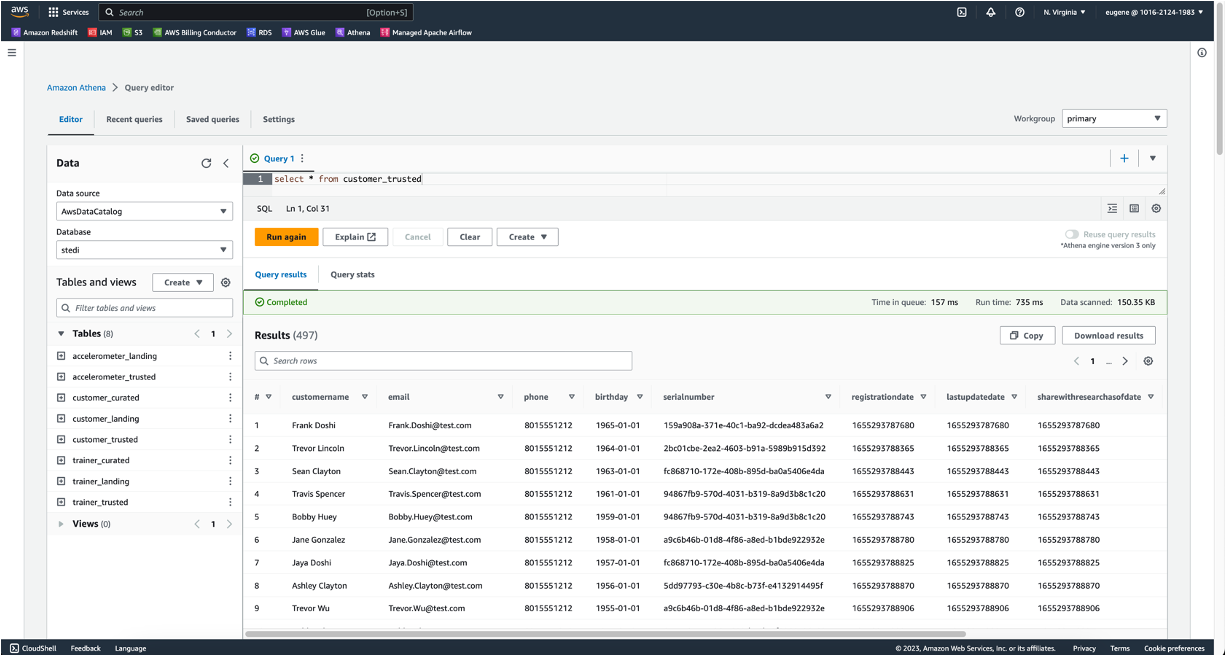 aws Services Search [Option+S] N. Virginia eugene @ 1016-2124-1983
Amazon Redshift IAM S3 AWS Billing Conductor RDS AWS Glue Athena Managed Apache Airflow
Amazon Athena Query editor
Editor Recent queries Saved queries Settings Workgroup primary
Data
Data source
AwsDataCatalog
Database
stedi
Tables and views Create
Filter tables and views
Tables (8) 1
accelerometer_landing
accelerometer_trusted
customer_curated
customer_landing
customer_trusted
trainer_curated
trainer_landing
trainer_trusted
Views (0) 1
Query 1
1 select * from customer_trusted
SQL Ln 1, Col 31
Run again Explain Cancel Clear Create Reuse query results
*Athena engine version 3 only
Query results Query stats
Completed Time in queue: 157 ms Run time: 735 ms Data scanned: 150.35 KB
Results (497) Copy Download results
Search rows 1 ...
# customername email phone birthday serialnumber registrationdate lastupdatedate sharewithresearchasofdate
1 Frank Doshi Frank.Doshi@test.com 8015551212 1965-01-01 159a908a-371e-40c1-ba92-dcdea483a6a2 1655293787680 1655293787680 1655293787680
2 Trevor Lincoln Trevor.Lincoln@test.com 8015551212 1964-01-01 2bc01cbe-2ea2-4603-b91a-5989b915d392 1655293788365 1655293788365 1655293788365
3 Sean Clayton Sean.Clayton@test.com 8015551212 1963-01-01 fc868710-172e-408b-895d-ba0a5406e4da 1655293788443 1655293788443 1655293788443
4 Travis Spencer Travis.Spencer@test.com 8015551212 1961-01-01 94867fb9-570d-4031-b319-8a9d3b8c1c20 1655293788631 1655293788631 1655293788631
5 Bobby Huey Bobby.Huey@test.com 8015551212 1959-01-01 94867fb9-570d-4031-b319-8a9d3b8c1c20 1655293788743 1655293788743 1655293788743
6 Jane Gonzalez Jane.Gonzalez@test.com 8015551212 1958-01-01 a9c6b46b-01d8-4f86-a8ed-b1bde922932e 1655293788780 1655293788780 1655293788780
7 Jaya Doshi Jaya.Doshi@test.com 8015551212 1957-01-01 fc868710-172e-408b-895d-ba0a5406e4da 1655293788825 1655293788825 1655293788825
8 Ashley Clayton Ashley.Clayton@test.com 8015551212 1956-01-01 5dd97793-c30e-4b8c-b73f-e4132914495f 1655293788870 1655293788870 1655293788870
9 Trevor Wu Trevor.Wu@test.com 8015551212 1955-01-01 a9c6b46b-01d8-4f86-a8ed-b1bde922932e 1655293788906 1655293788906 1655293788906
CloudShell Feedback Language © 2023, Amazon Web Services, Inc. or its affiliates. Privacy Terms Cookie preferences